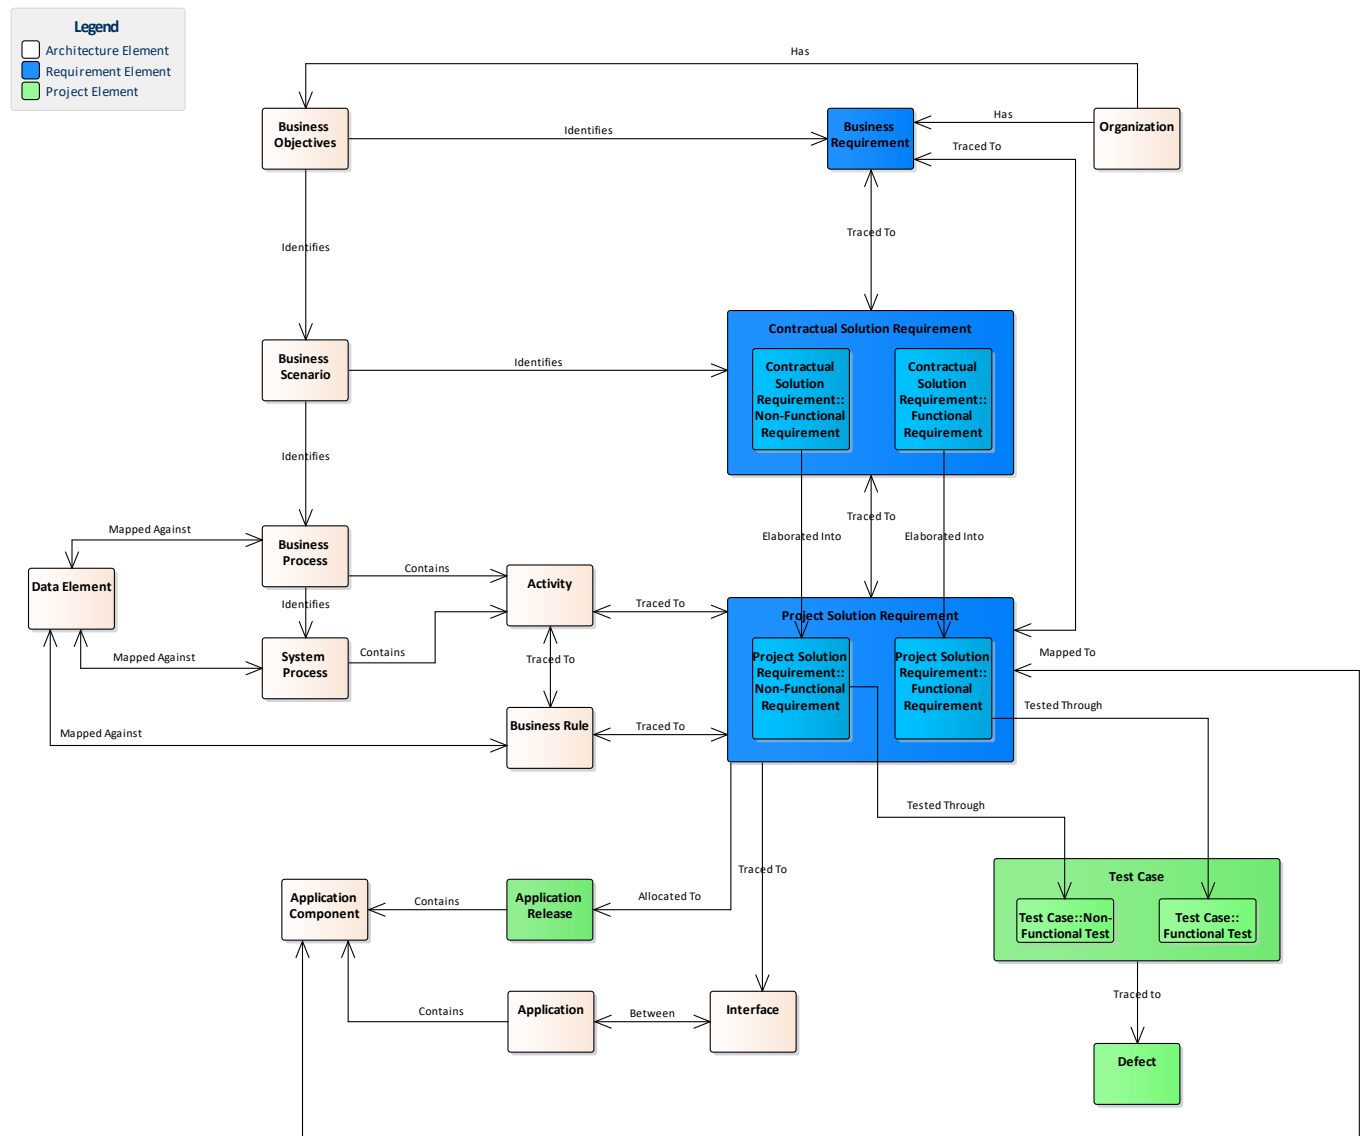 Legend
Architecture Element
Requirement Element
Project Element
Has
Business
Objectives
Identifies
Business
Requirement
Has
Organization
Traced To
Identifies
Traced To
Contractual Solution Requirement
Business
Scenario
Identifies
Contractual
Solution
Requirement::
Non-Functional
Requirement
Contractual
Solution
Requirement::
Functional
Requirement
Identifies
Mapped Against
Business
Process
Contains
Elaborated Into
Traced To
Elaborated Into
Data Element
Activity
Identifies
Traced To
Project Solution Requirement
Mapped Against
System
Process
Contains
Traced To
Project Solution
Requirement::
Non-Functional
Requirement
Project Solution
Requirement::
Functional
Requirement
Mapped To
Tested Through
Mapped Against
Business Rule
Traced To
Tested Through
Traced To
Application
Component
Contains
Application
Release
Allocated To
Test Case
Test Case::Non-
Functional Test
Test Case::
Functional Test
Contains
Application
Between
Interface
Traced to
Defect